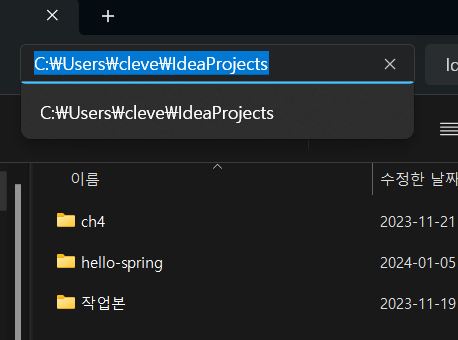 C:₩Users₩cleve₩IdeaProjects
Id
C:₩Users₩cleve₩IdeaProjects
이름 수정한 날짜
ch4 2023-11-21
hello-spring 2024-01-05
작업본 2023-11-19